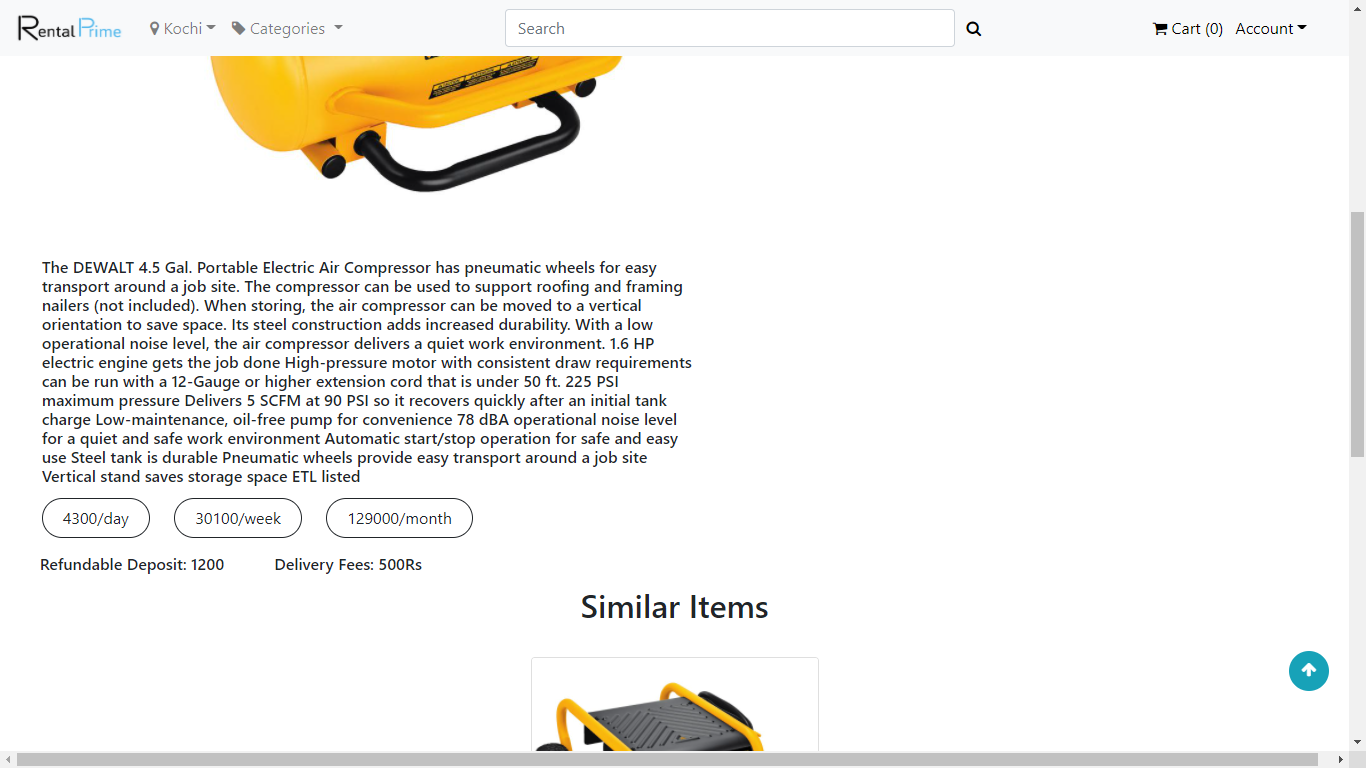 Rental Prime
Kochi
Categories
Search
Cart (0)
Account
The DEWALT 4.5 Gal. Portable Electric Air Compressor has pneumatic wheels for easy
transport around a job site. The compressor can be used to support roofing and framing
nailers (not included). When storing, the air compressor can be moved to a vertical
orientation to save space. Its steel construction adds increased durability. With a low
operational noise level, the air compressor delivers a quiet work environment. 1.6 HP
electric engine gets the job done High-pressure motor with consistent draw requirements
can be run with a 12-Gauge or higher extension cord that is under 50 ft. 225 PSI
maximum pressure Delivers 5 SCFM at 90 PSI so it recovers quickly after an initial tank
charge Low-maintenance, oil-free pump for convenience 78 dBA operational noise level
for a quiet and safe work environment Automatic start/stop operation for safe and easy
use Steel tank is durable Pneumatic wheels provide easy transport around a job site
Vertical stand saves storage space ETL listed
4300/day
30100/week
129000/month
Refundable Deposit: 1200
Delivery Fees: 500Rs
Similar Items